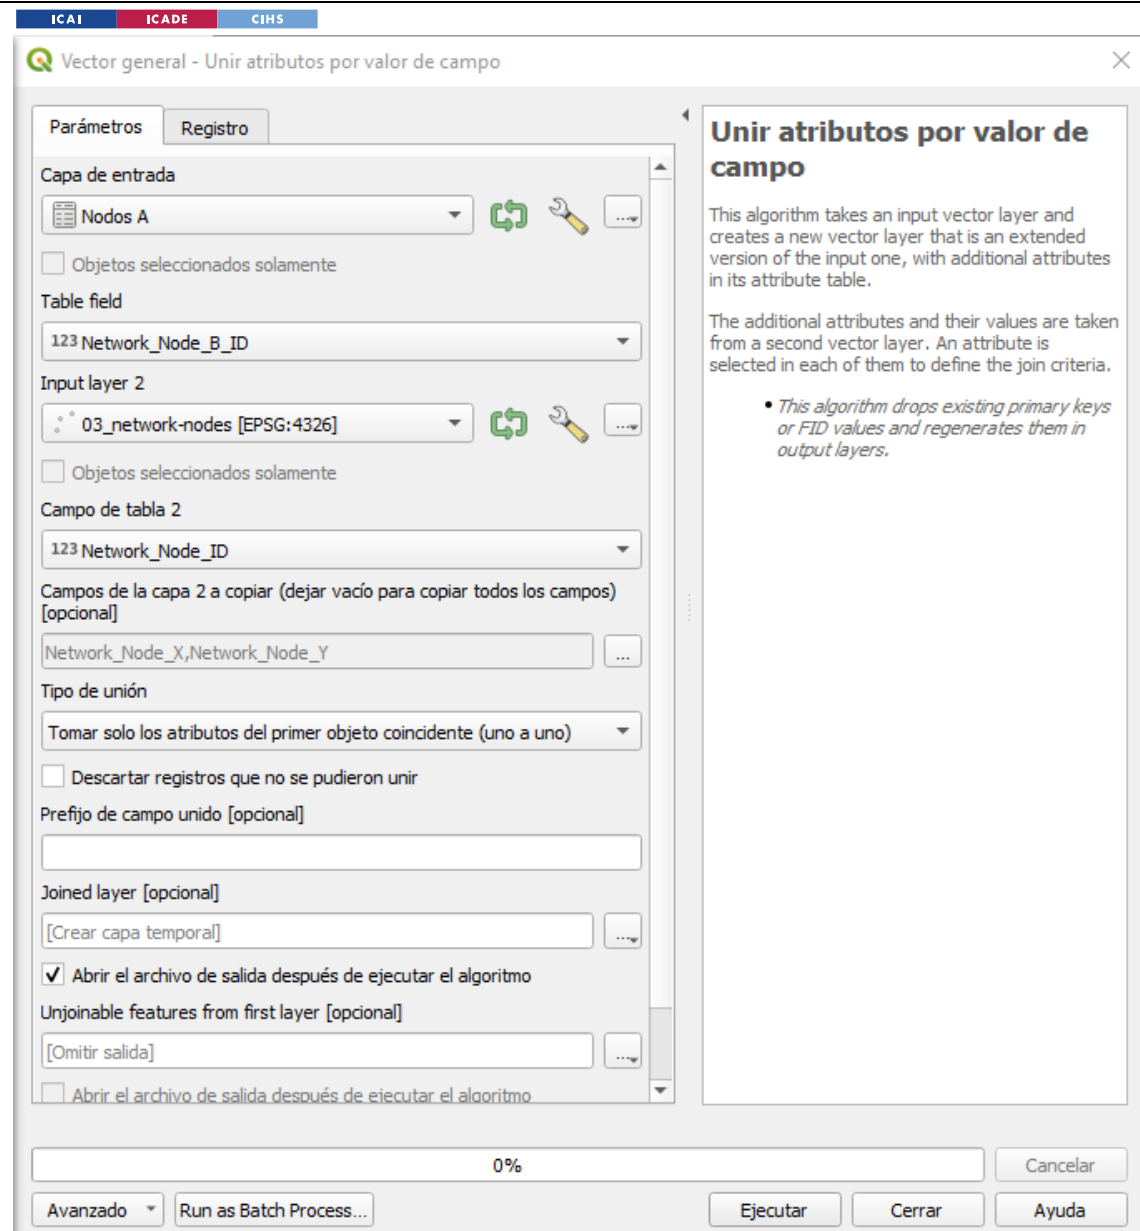 ICAI ICADE CIHS
Vector general - Unir atributos por valor de campo
Parámetros Registro
Capa de entrada
Nodos A
...
Objetos seleccionados solamente
Table field
123 Network_Node_B_ID
Input layer 2
03_network-nodes [EPSG:4326]
...
Objetos seleccionados solamente
Campo de tabla 2
123 Network_Node_ID
Campos de la capa 2 a copiar (dejar vacío para copiar todos los campos)
[opcional]
Network_Node_X,Network_Node_Y
...
Tipo de unión
Tomar solo los atributos del primer objeto coincidente (uno a uno)
Descartar registros que no se pudieron unir
Prefijo de campo unido [opcional]
Joined layer [opcional]
[Crear capa temporal]
...
Abrir el archivo de salida después de ejecutar el algoritmo
Unjoinable features from first layer [opcional]
[Omitir salida]
...
Abrir el archivo de salida después de ejecutar el algoritmo
Unir atributos por valor de
campo
This algorithm takes an input vector layer and
creates a new vector layer that is an extended
version of the input one, with additional attributes
in its attribute table.
The additional attributes and their values are taken
from a second vector layer. An attribute is
selected in each of them to define the join criteria.
• This algorithm drops existing primary keys
or FID values and regenerates them in
output layers.
0%
Cancelar
Avanzado Run as Batch Process... Ejecutar Cerrar Ayuda